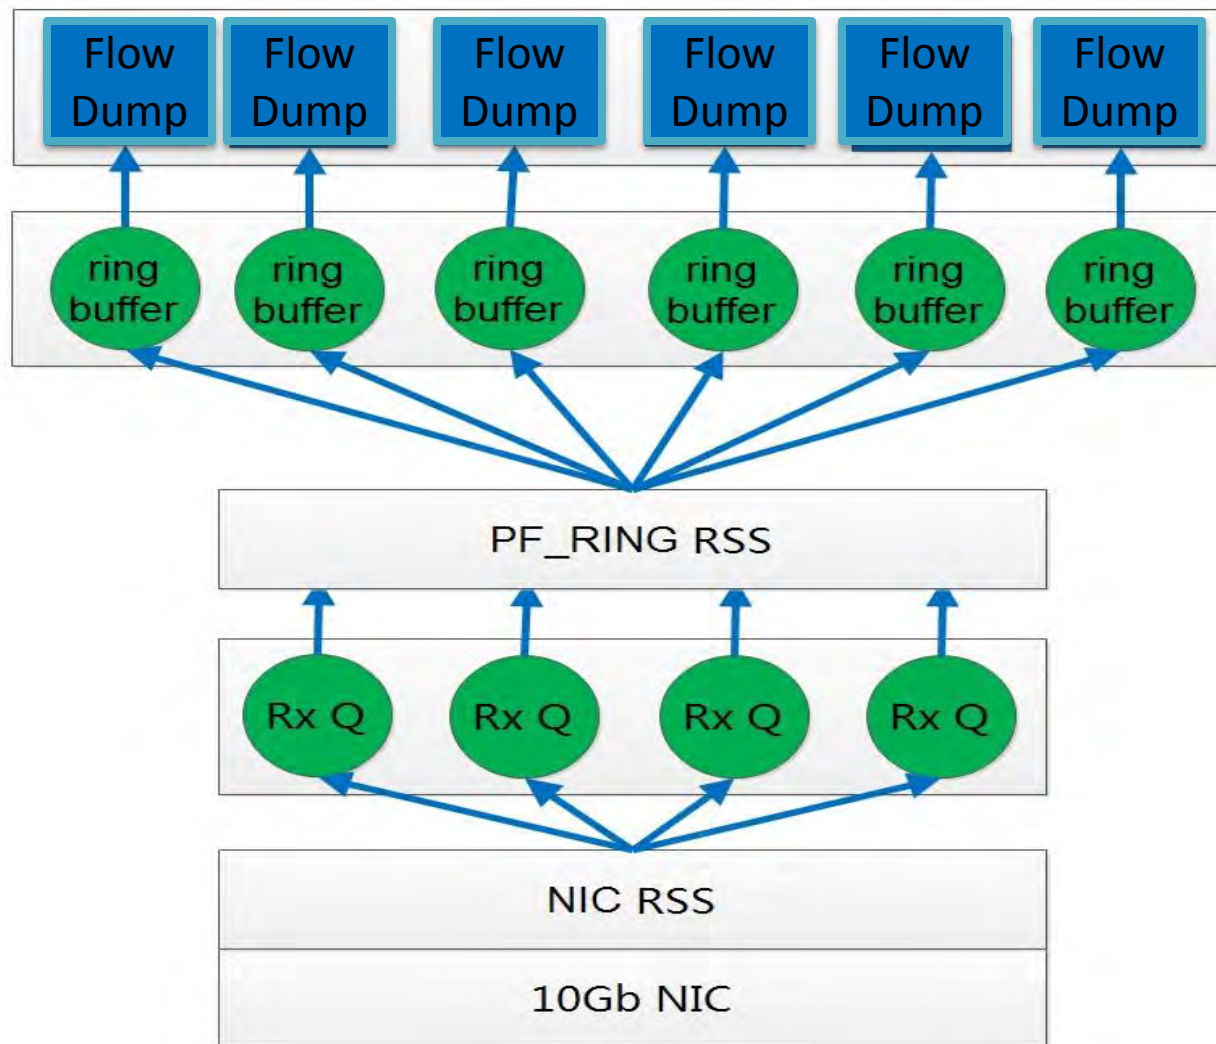 Flow
Dump
Flow
Dump
Flow
Dump
Flow
Dump
Flow
Dump
Flow
Dump
ring
buffer
ring
buffer
ring
buffer
ring
buffer
ring
buffer
ring
buffer
PF_RING RSS
Rx Q
Rx Q
Rx Q
Rx Q
NIC RSS
10Gb NIC